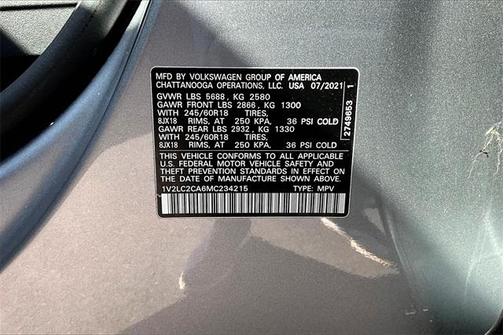 MFD. BY VOLKSWAGEN GROUP OF AMERICA
CHATTANOOGA OPERATIONS, LLC. USA 07/2021
GVWR LBS 5688, KG 2580
GAWR FRONT LBS 2866, KG 1300
WITH 245/60R18 TIRES,
8JX18 RIMS, AT 250 KPA, 36 PSI COLD
GAWR REAR LBS 2932, KG 1330
WITH 245/60R18 TIRES,
8JX18 RIMS, AT 250 KPA, 36 PSI COLD
THIS VEHICLE CONFORMS TO ALL APPLICABLE
U.S. FEDERAL MOTOR VEHICLE SAFETY AND
THEFT PREVENTION STANDARDS IN EFFECT ON
THE DATE OF MANUFACTURE SHOWN ABOVE.
1V2LC2CA6MC234215 TYPE: MPV
2749653 1